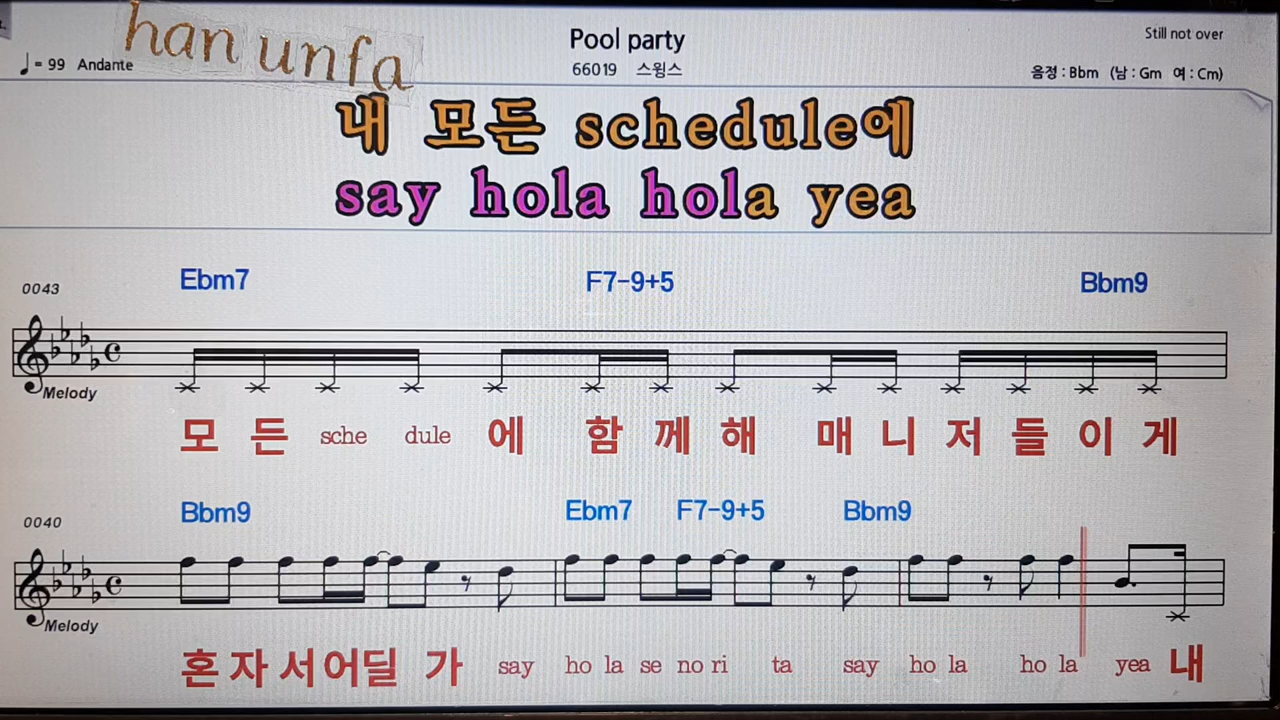 han unfa
Pool party
Still not over
♩= 99 Andante
66019 스윙스
음정 : Bbm (남 : Gm 여 : Cm)
내 모든 schedule에
say hola hola yea
Ebm7 F7-9+5 Bbm9
0043
Melody
모 든 sche dule 에 함 께 해 매 니 저 들 이 게
Bbm9 Ebm7 F7-9+5 Bbm9
0040
Melody
혼 자 서 어 딜 가 say ho la se no ri ta say ho la ho la yea 내